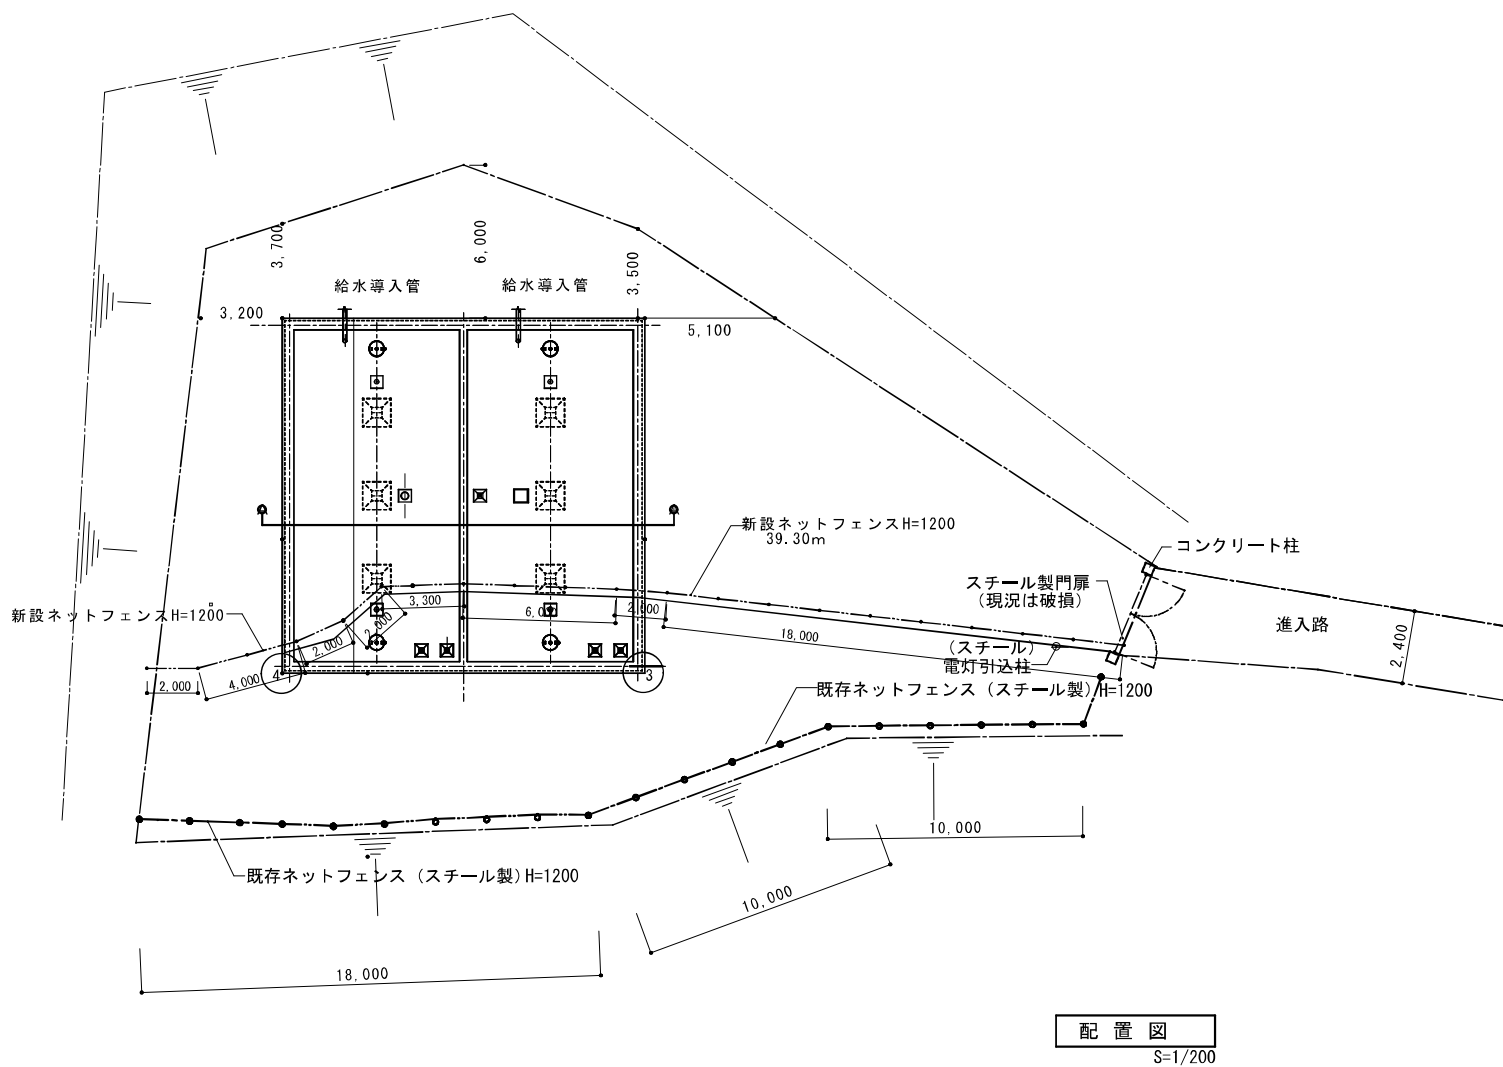 3,700
6,000
3,500
給水導入管
給水導入管
3,200
5,100
新設ネットフェンスH=1200
39.30m
コンクリート柱
スチール製門扉
(現況は破損)
進入路
2,400
新設ネットフェンスH=1200
3,300
2,000
2,000
18,000
(スチール)
電灯引込柱
2,000
4,000
4
3
既存ネットフェンス (スチール製)H=1200
10,000
既存ネットフェンス (スチール製)H=1200
10,000
18,000
配置図
S=1/200